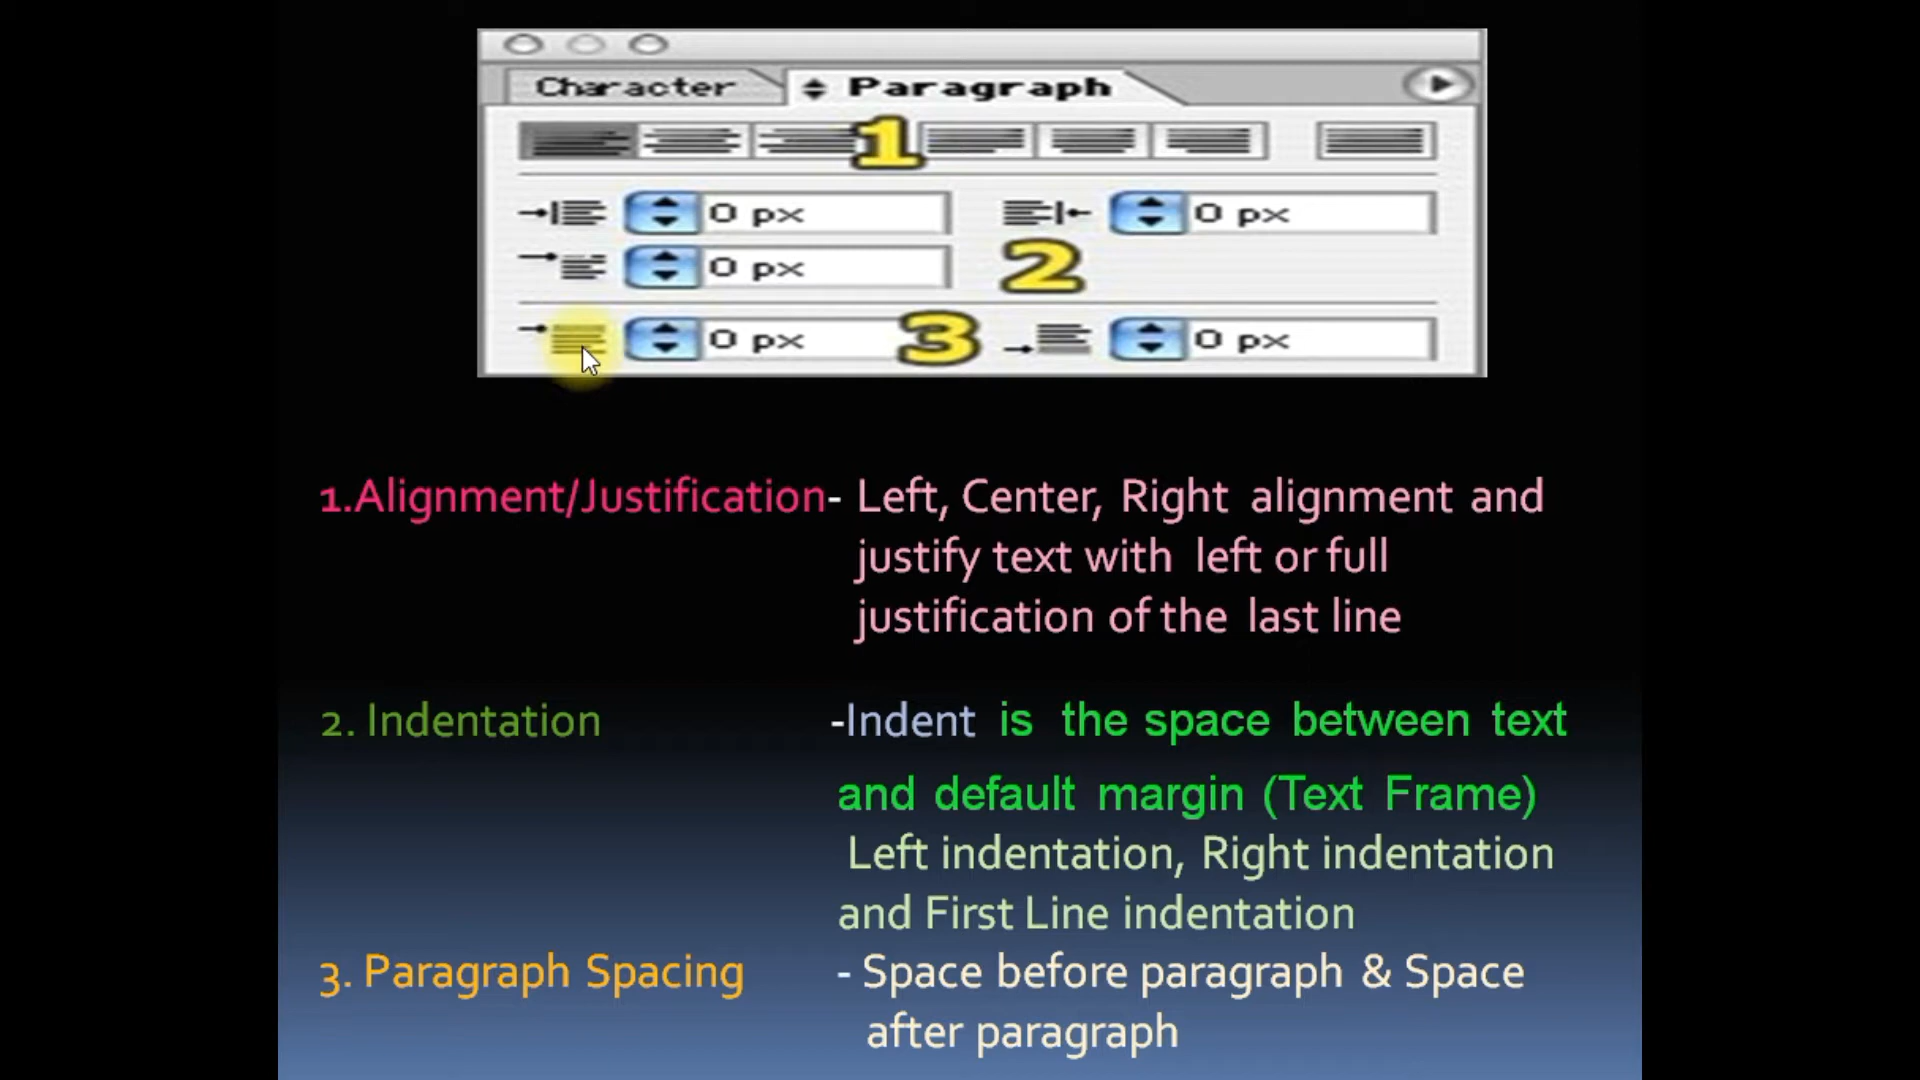 Character Paragraph
1
0 px 0 px
0 px 2
0 px 3 0 px
1.Alignment/Justification- Left, Center, Right alignment and
justify text with left or full
justification of the last line
2. Indentation -Indent is the space between text
and default margin (Text Frame)
Left indentation, Right indentation
and First Line indentation
3. Paragraph Spacing - Space before paragraph & Space
after paragraph